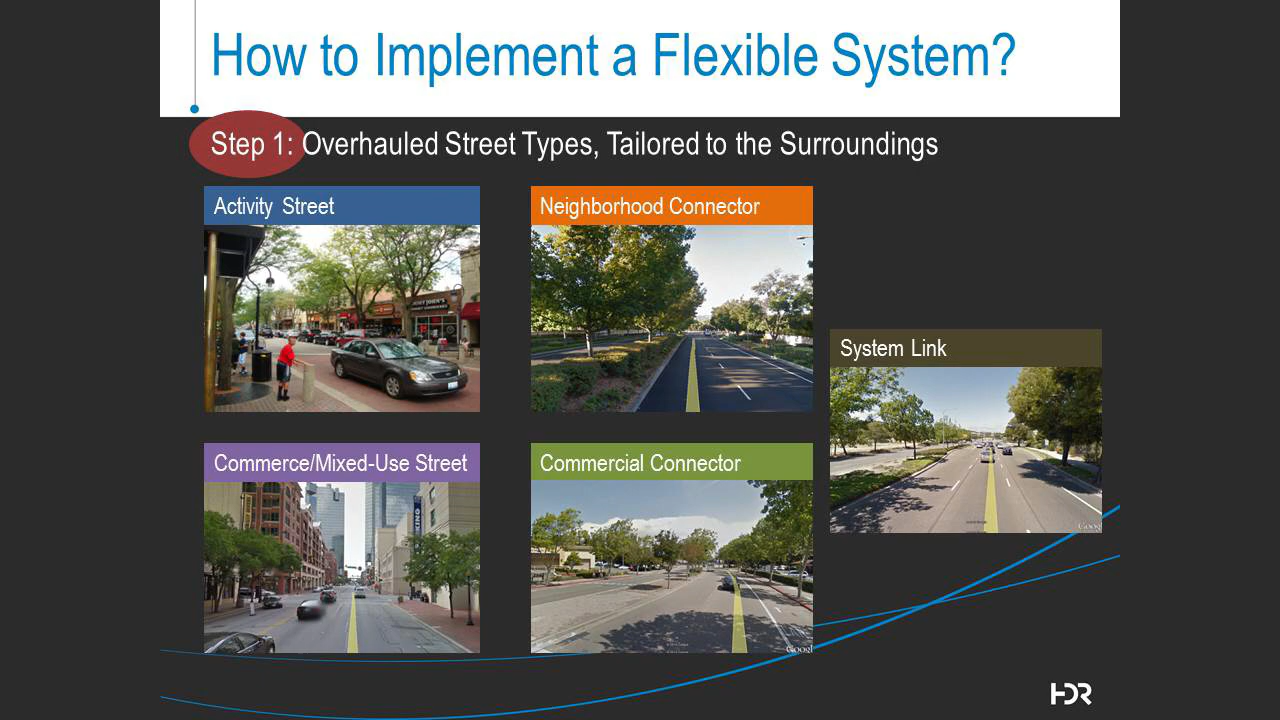 How to Implement a Flexible System?
Step 1: Overhauled Street Types, Tailored to the Surroundings
Activity Street
Neighborhood Connector
System Link
Commerce/Mixed-Use Street
Commercial Connector
HDR